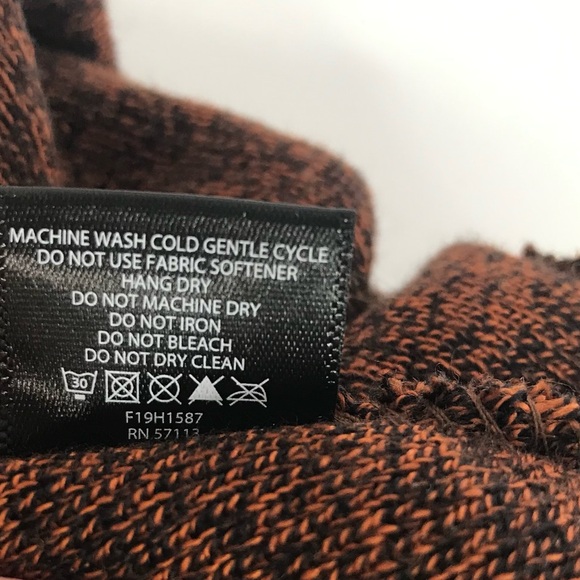 MACHINE WASH COLD GENTLE CYCLE
DO NOT USE FABRIC SOFTENER
HANG DRY
DO NOT MACHINE DRY
DO NOT IRON
DO NOT BLEACH
DO NOT DRY CLEAN
30
F19H1587
RN 57113